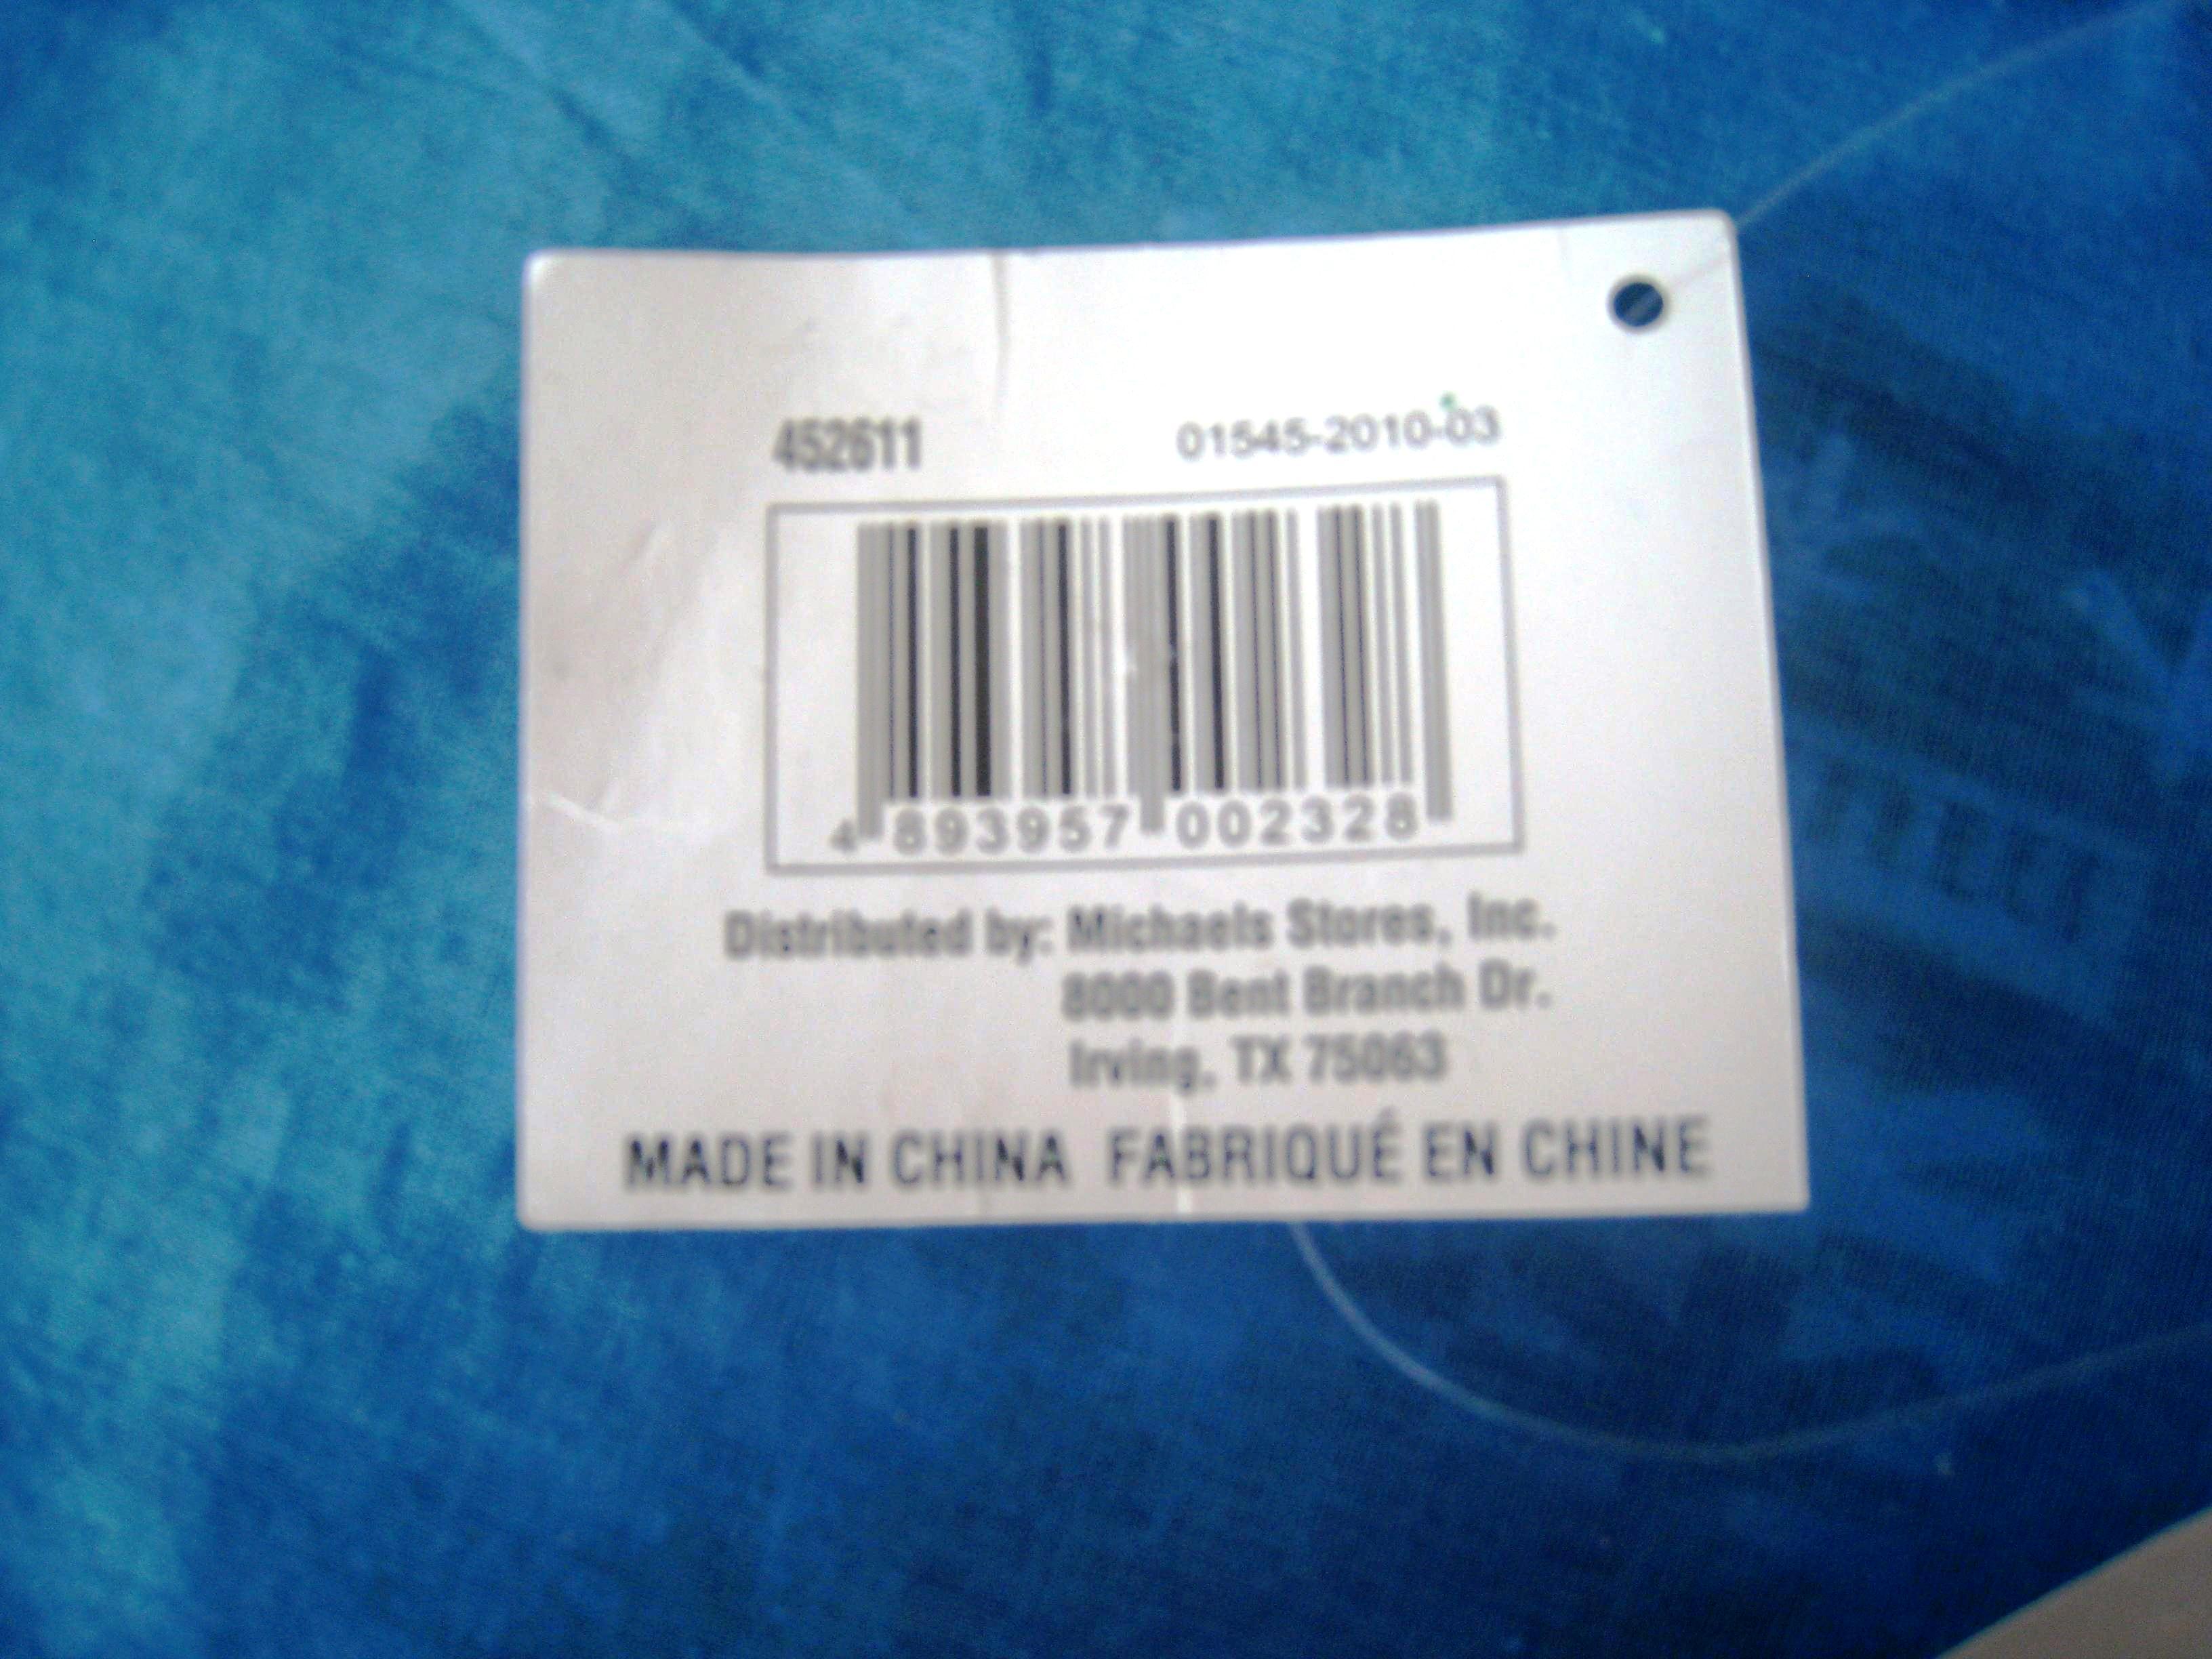 452611 01545-2010-03
4 893957 002328
Distributed by: Michaels Stores, Inc.
8000 Bent Branch Dr.
Irving, TX 75063
MADE IN CHINA FABRIQUÉ EN CHINE